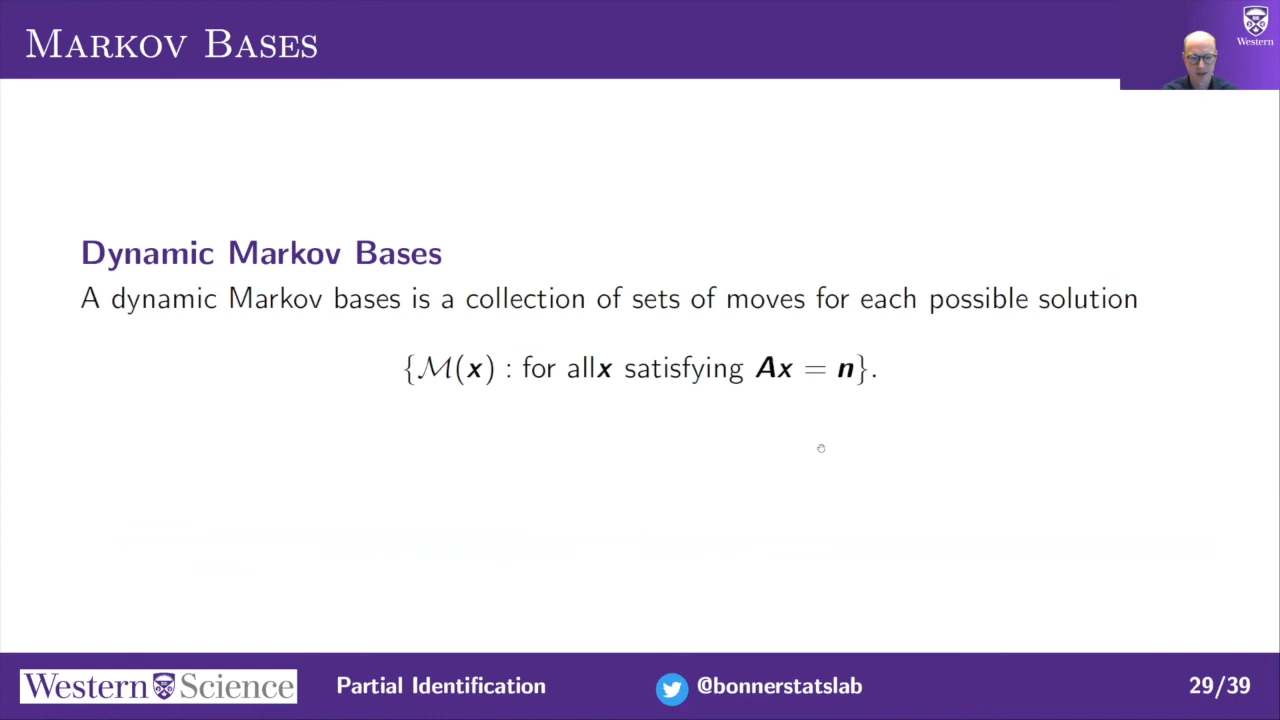 MARKOV BASES
Western
Dynamic Markov Bases
A dynamic Markov bases is a collection of sets of moves for each possible solution
{ℳ(x) : for allx satisfying Ax = n}.
Western Science
Partial Identification
@bonnerstatslab
29/39